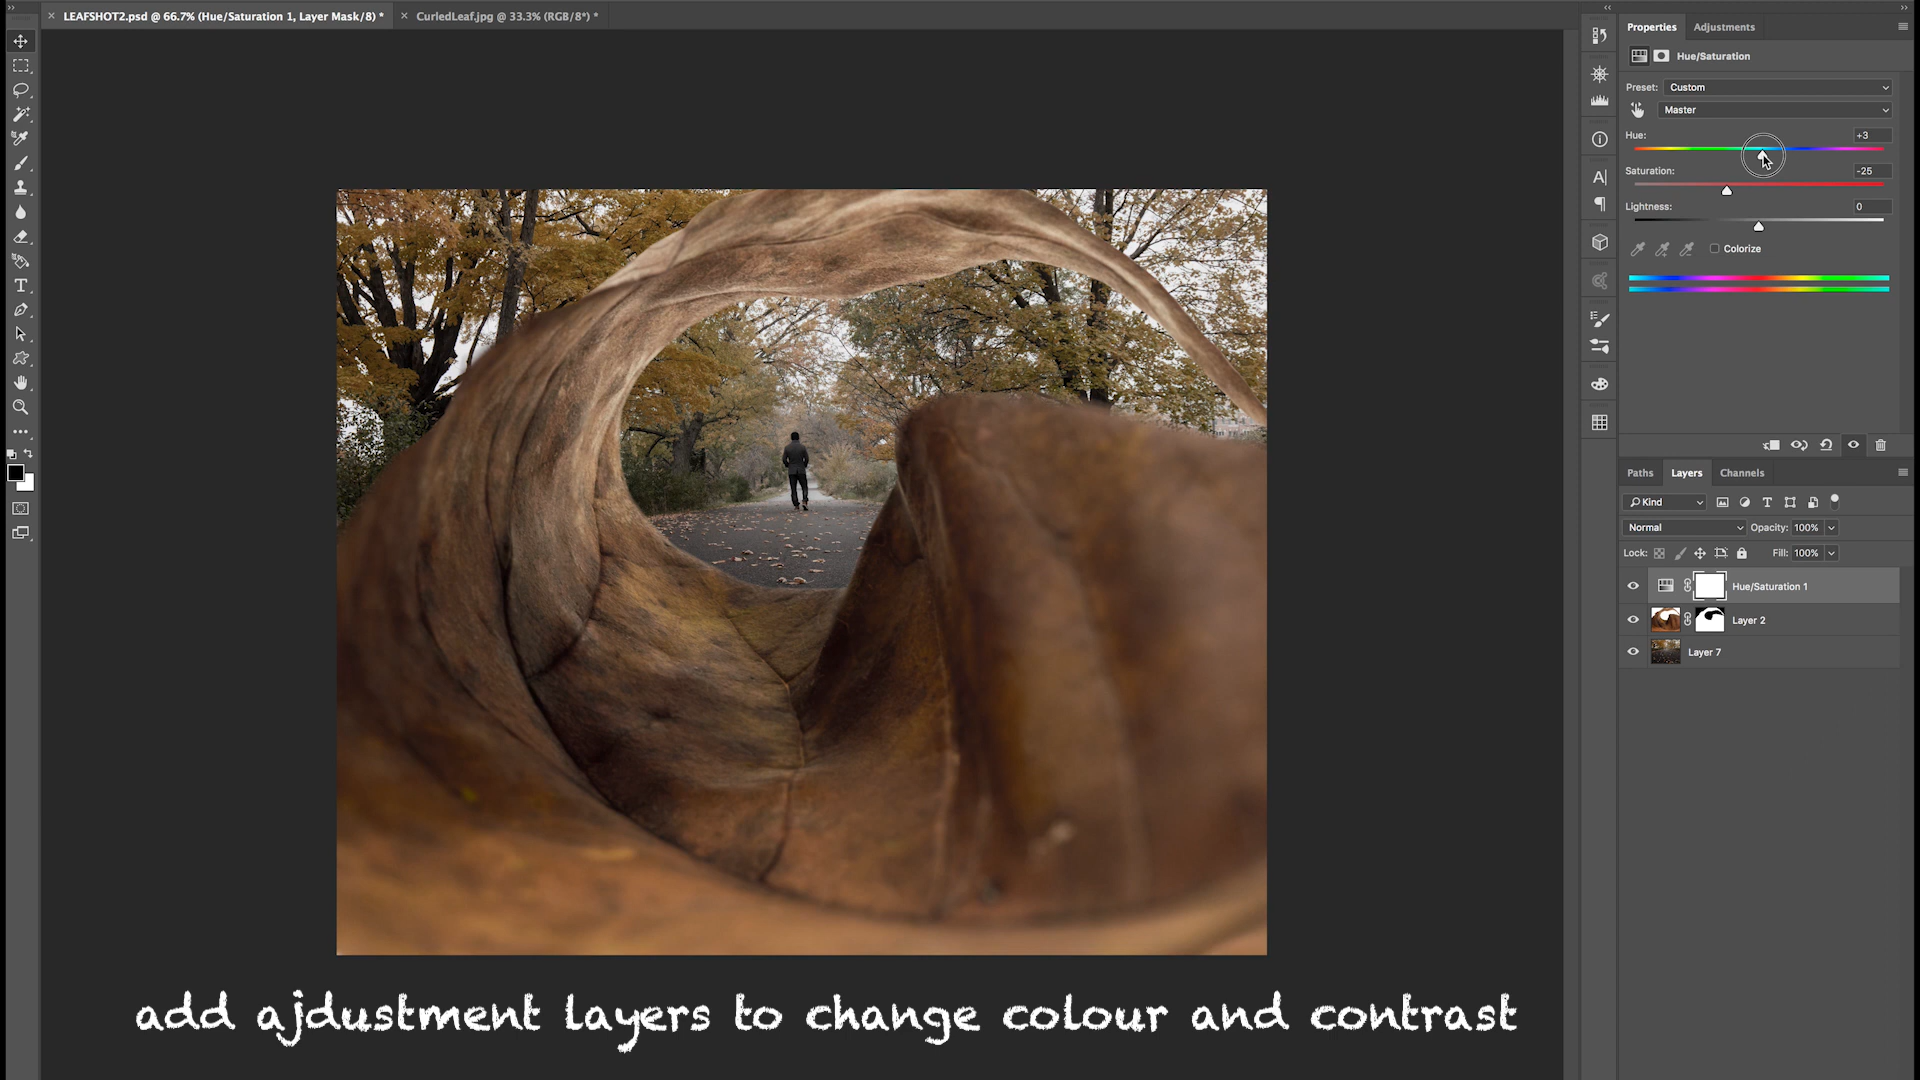 LEAFSHOT2.psd @ 66.7% (Hue/Saturation 1, Layer Mask/8) *
CurledLeaf.jpg @ 33.3% (RGB/8*) *
Properties
Adjustments
Hue/Saturation
Preset: Custom
Master
Hue: +3
Saturation: -25
Lightness: 0
Colorize
Paths
Layers
Channels
Kind
Normal
Opacity: 100%
Lock:
Fill: 100%
Hue/Saturation 1
Layer 2
Layer 7
add ajdustment layers to change colour and contrast